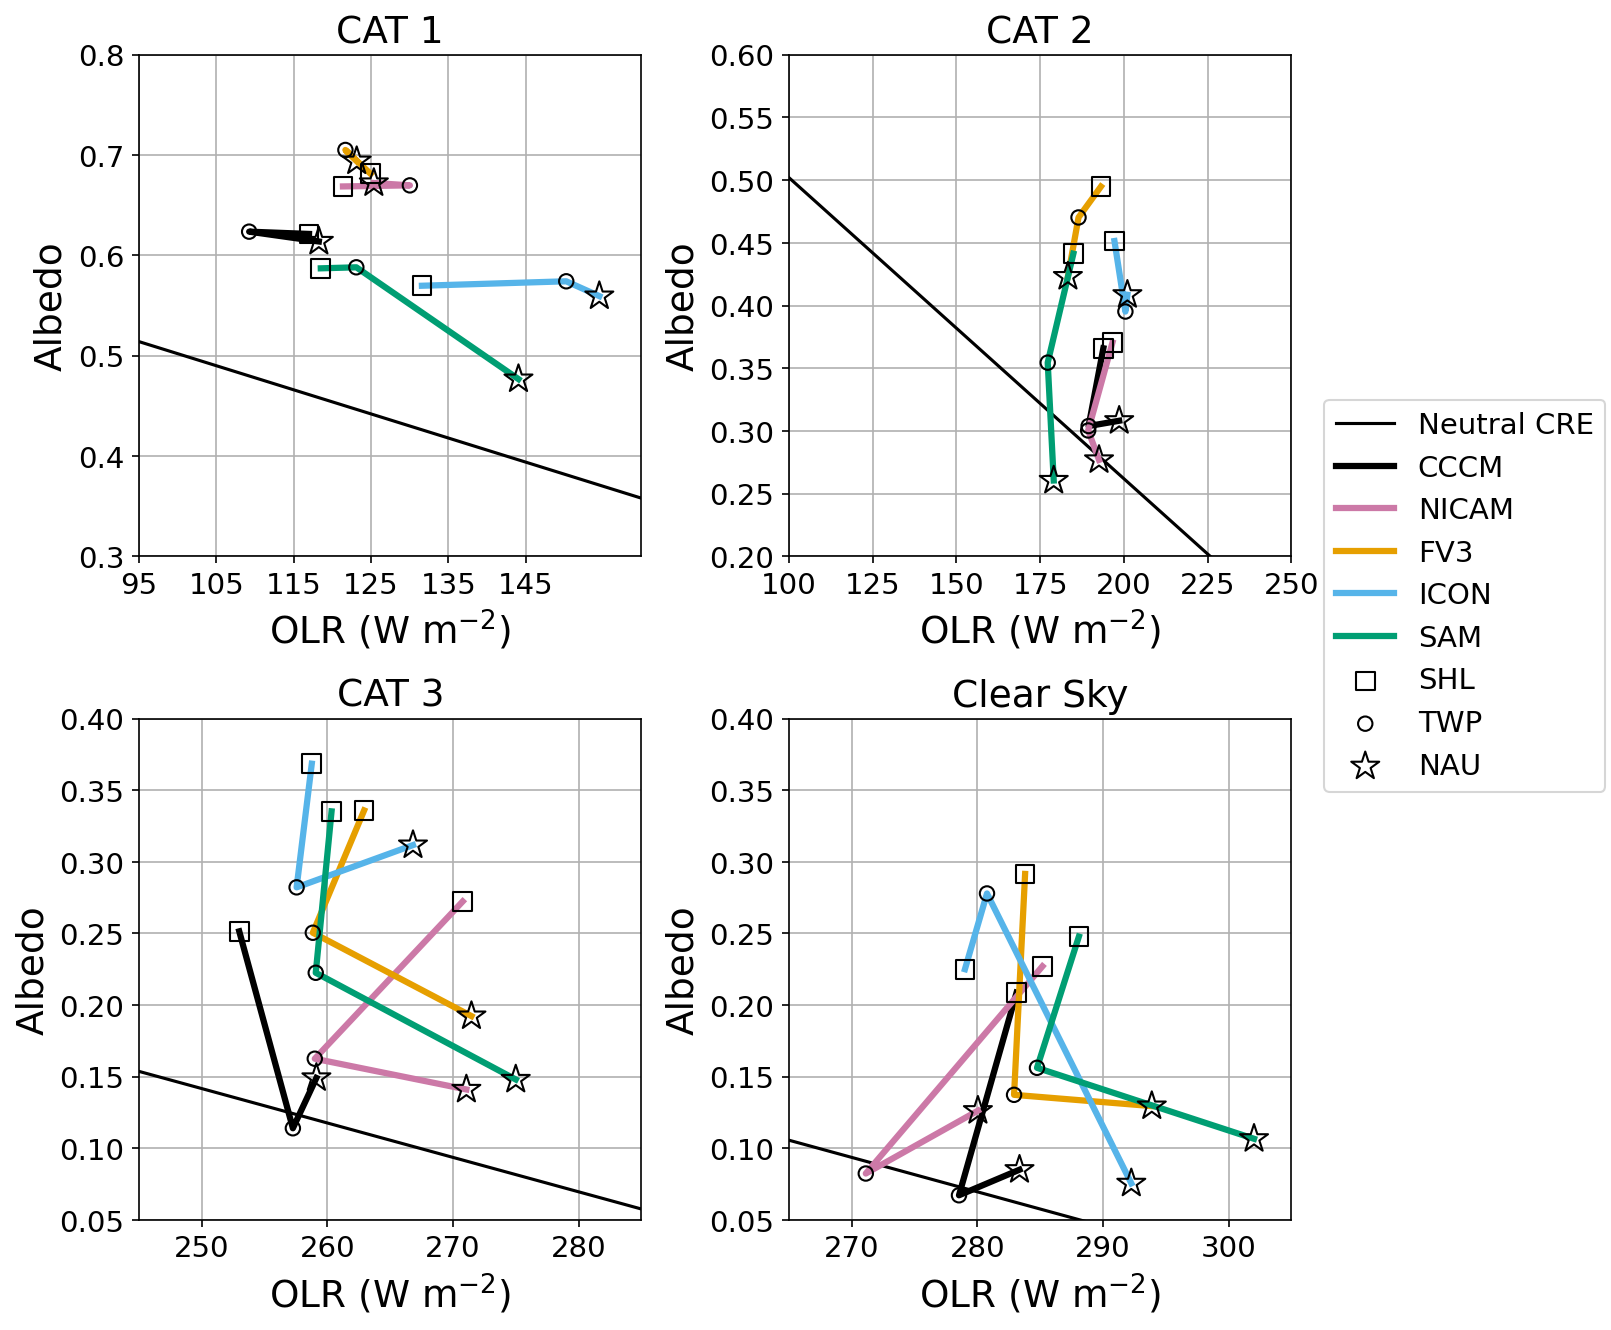 CAT 1
0.8
0.7
0.6
0.5
0.4
0.3
Albedo
95 105 115 125 135 145
OLR (W m⁻²)
CAT 2
0.60
0.55
0.50
0.45
0.40
0.35
0.30
0.25
0.20
Albedo
100 125 150 175 200 225 250
OLR (W m⁻²)
CAT 3
0.40
0.35
0.30
0.25
0.20
0.15
0.10
0.05
Albedo
250 260 270 280
OLR (W m⁻²)
Clear Sky
0.40
0.35
0.30
0.25
0.20
0.15
0.10
0.05
Albedo
270 280 290 300
OLR (W m⁻²)
Neutral CRE
CCCM
NICAM
FV3
ICON
SAM
SHL
TWP
NAU